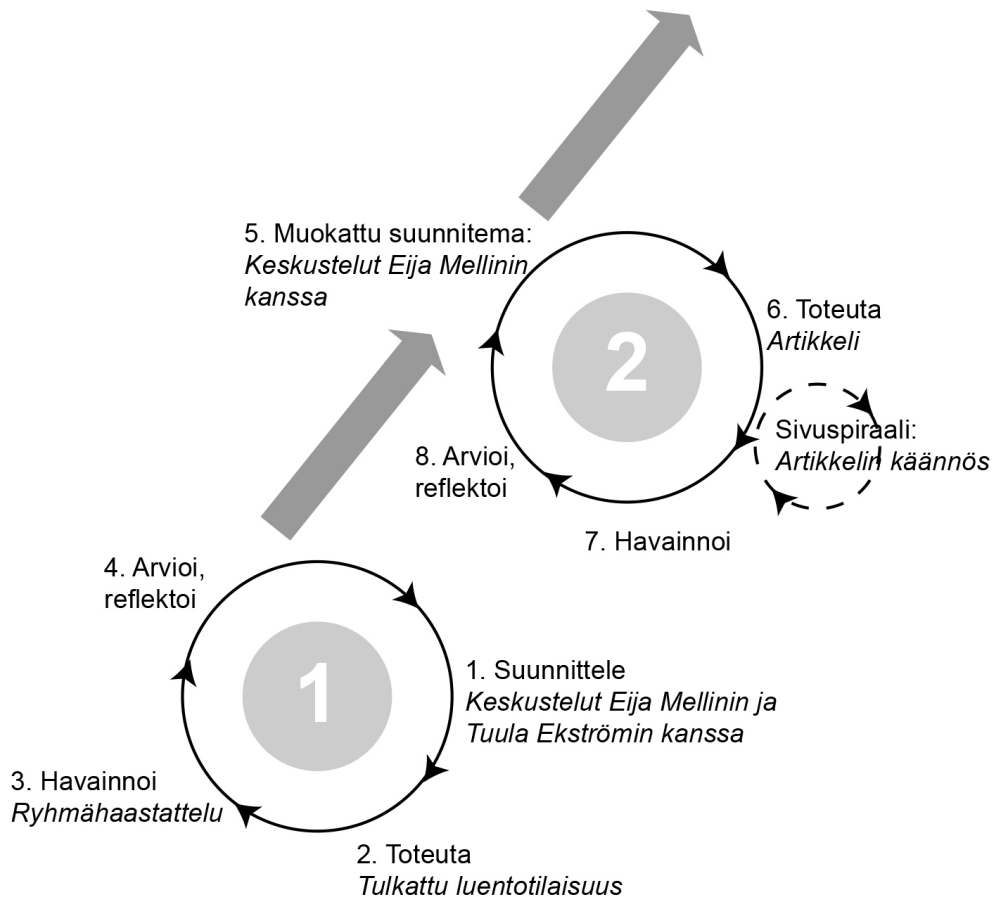 5. Muokattu suunnitema:
Keskustelut Eija Mellinin
kanssa
2
6. Toteuta
Artikkeli
Sivuspiraali:
Artikkelin käännös
8. Arvioi,
reflektoi
7. Havainnoi
4. Arvioi,
reflektoi
1
1. Suunnittele
Keskustelut Eija Mellinin ja
Tuula Ekströmin kanssa
3. Havainnoi
Ryhmähaastattelu
2. Toteuta
Tulkattu luentotilaisuus